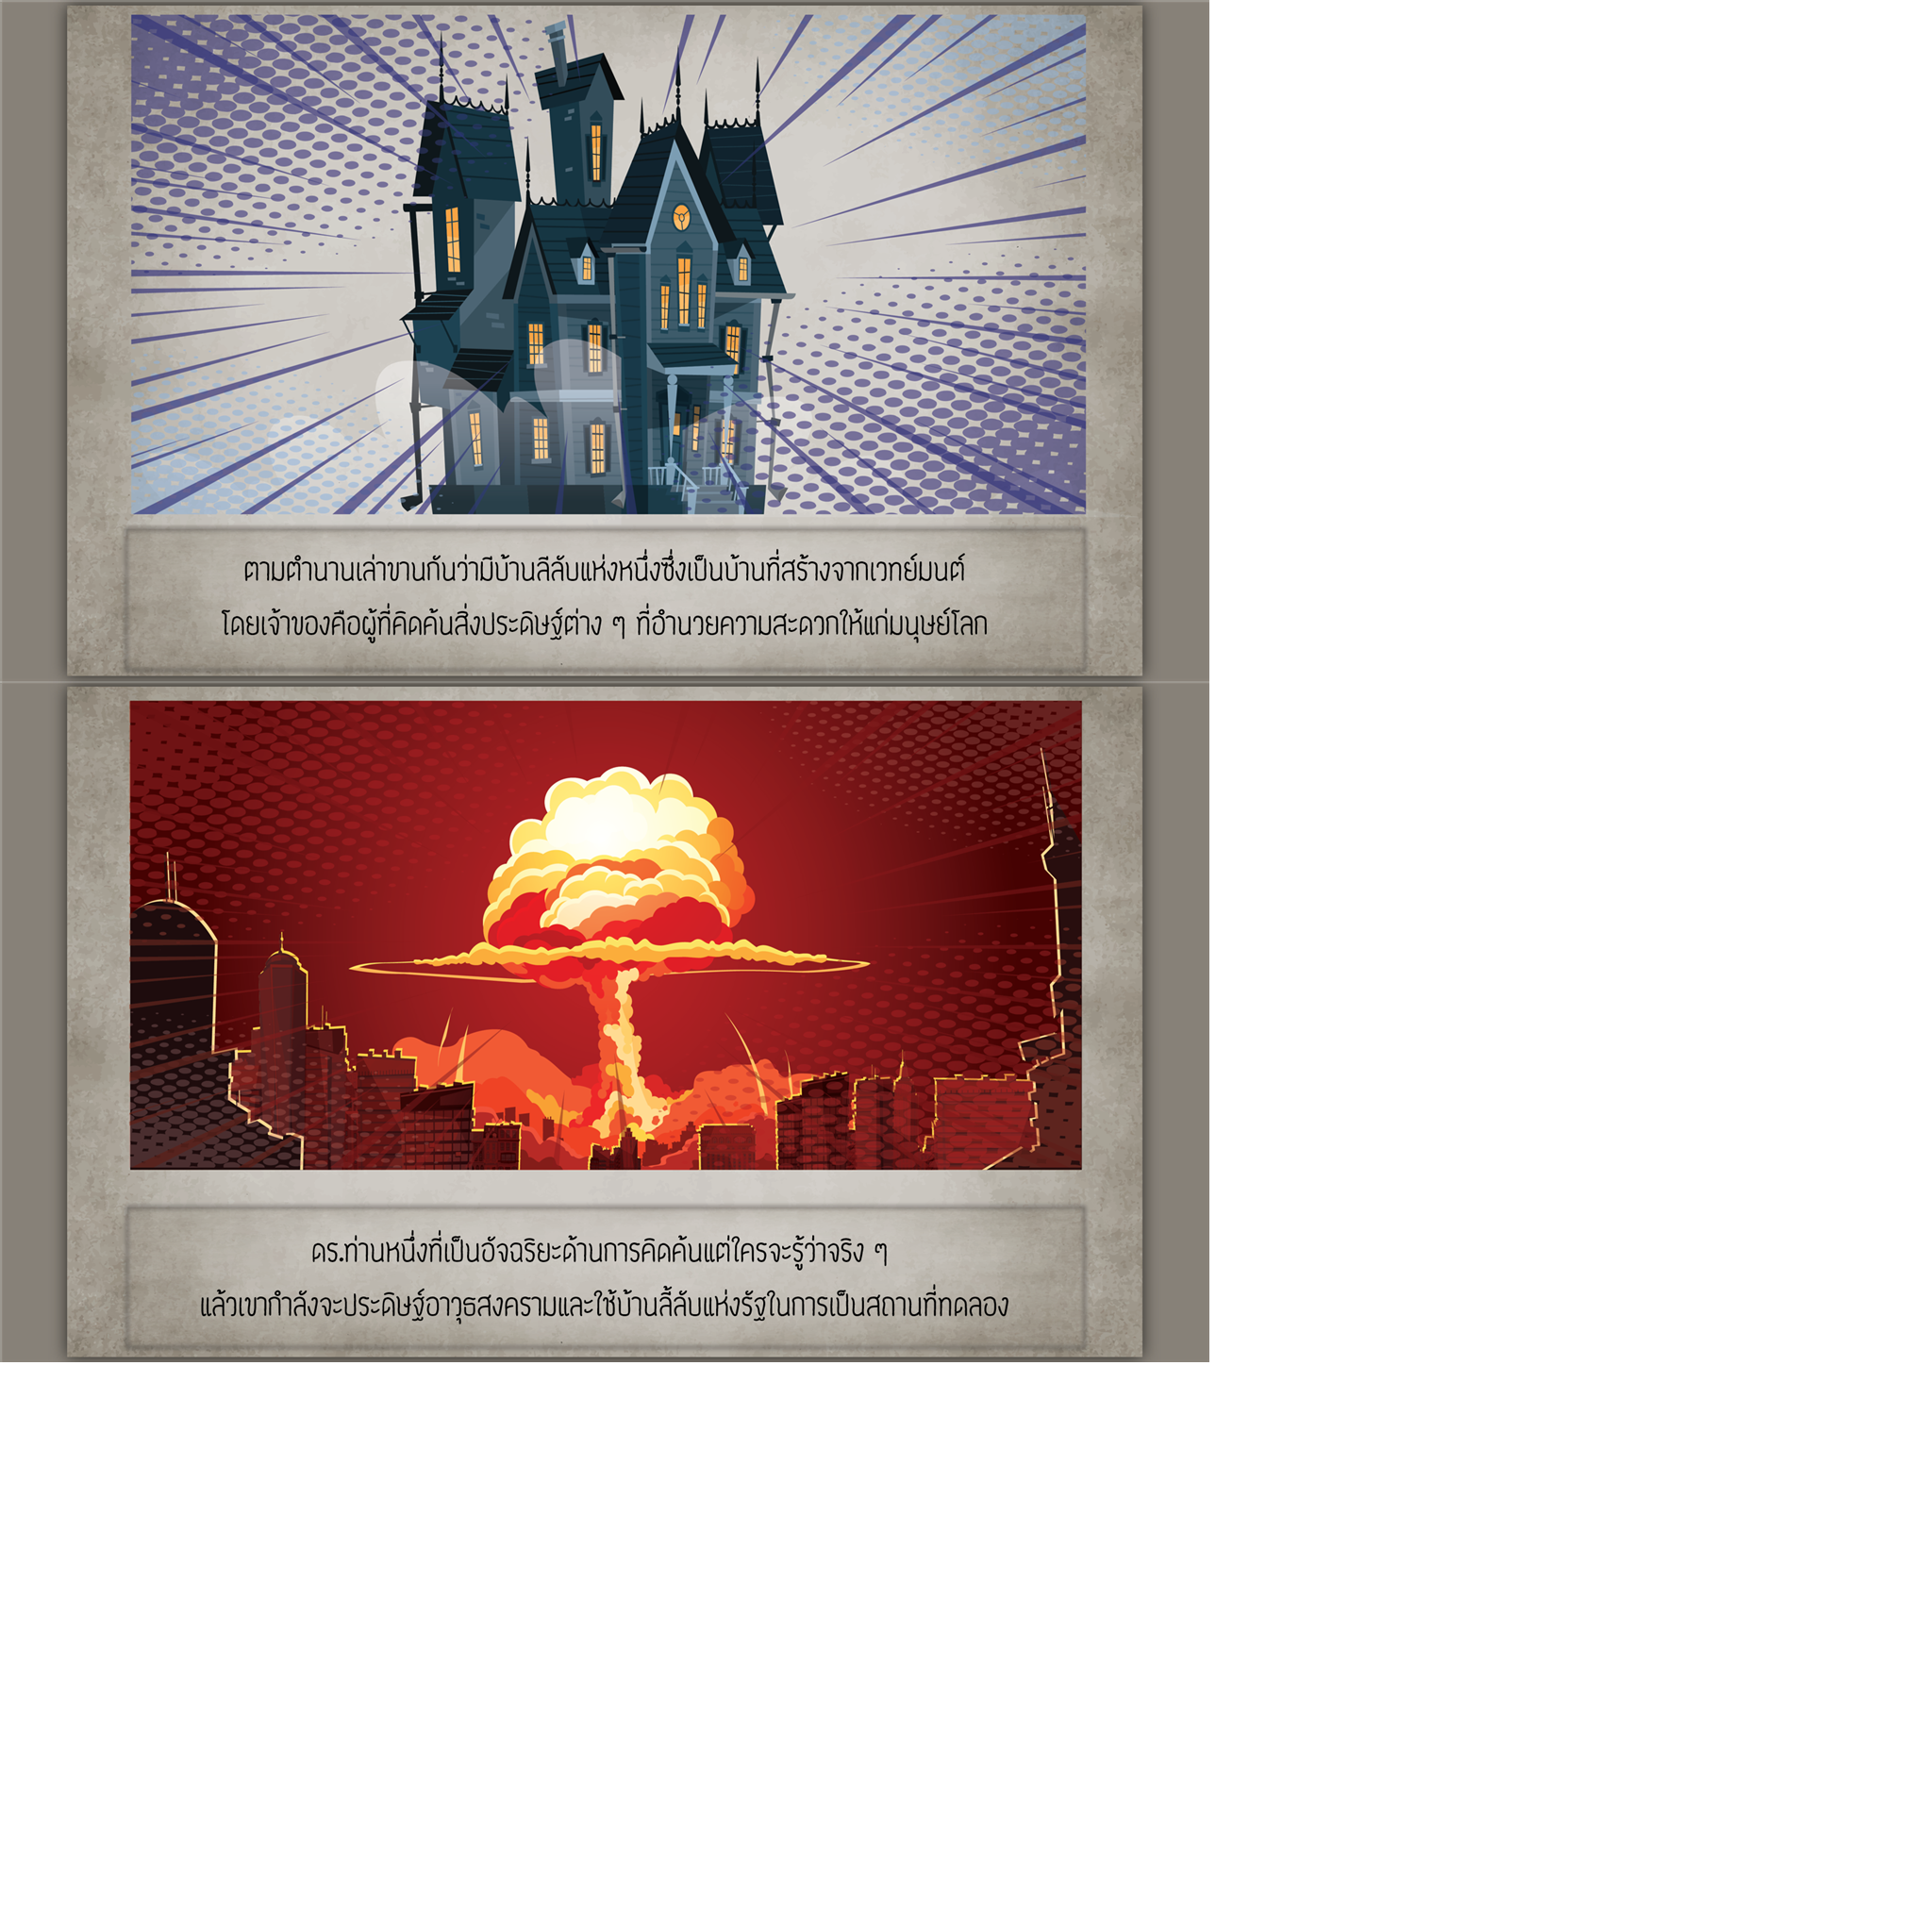 ตามตำนานเล่าขานกันว่ามีบ้านลีลับแห่งหนึ่งซึ่งเป็นบ้านที่สร้างจากเวทย์มนต์
โดยเจ้าของคือผู้ที่คิดค้นสิ่งประดิษฐ์ต่าง ๆ ที่อำนวยความสะดวกให้แก่มนุษย์โลก
ดร.ท่านหนึ่งที่เป็นอัจฉริยะด้านการคิดค้นแต่ใครจะรู้ว่าจริง ๆ
แล้วเขากำลังจะประดิษฐ์อาวุธสงครามและใช้บ้านลี้ลับแห่งรัฐในการเป็นสถานที่ทดลอง